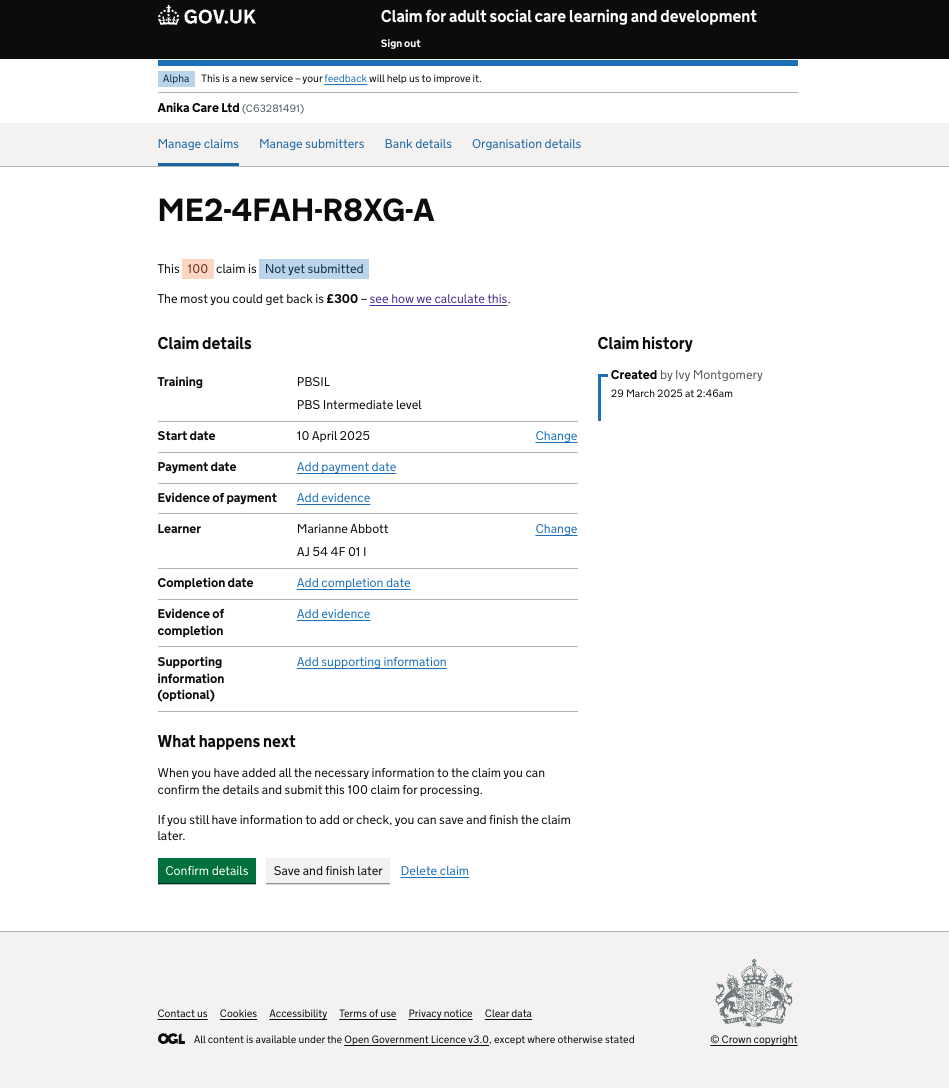 GOV.UK
Claim for adult social care learning and development
Sign out
Alpha This is a new service – your feedback will help us to improve it.
Anika Care Ltd (C63281491)
Manage claims Manage submitters Bank details Organisation details
ME2-4FAH-R8XG-A
This 100 claim is Not yet submitted
The most you could get back is £300 – see how we calculate this.
Claim details
Training PBSIL
PBS Intermediate level
Start date 10 April 2025 Change
Payment date Add payment date
Evidence of payment Add evidence
Learner Marianne Abbott Change
AJ 54 4F 01 I
Completion date Add completion date
Evidence of Add evidence
completion
Supporting Add supporting information
information
(optional)
Claim history
Created by Ivy Montgomery
29 March 2025 at 2:46am
What happens next
When you have added all the necessary information to the claim you can
confirm the details and submit this 100 claim for processing.
If you still have information to add or check, you can save and finish the claim
later.
Confirm details Save and finish later Delete claim
Contact us Cookies Accessibility Terms of use Privacy notice Clear data
OGL All content is available under the Open Government Licence v3.0, except where otherwise stated
© Crown copyright